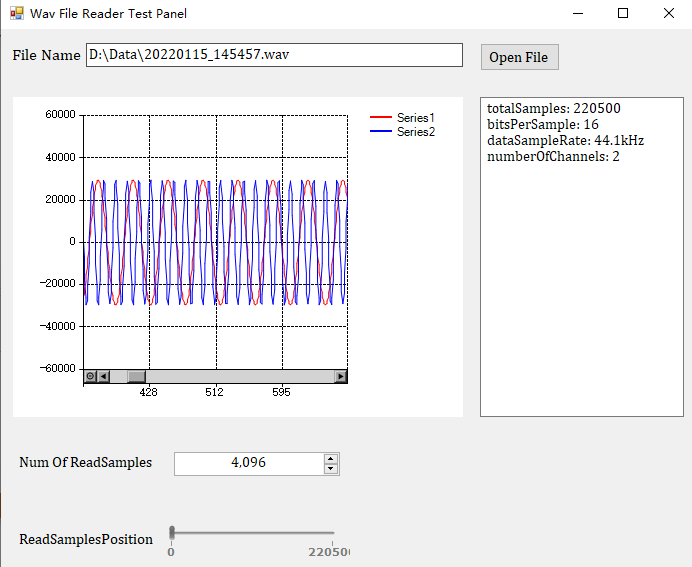 Wav File Reader Test Panel
File Name D:\Data\20220115_145457.wav Open File
60000
40000
20000
0
−20000
−40000
−60000
428 512 595
Series1
Series2
totalSamples: 220500
bitsPerSample: 16
dataSampleRate: 44.1kHz
numberOfChannels: 2
Num Of ReadSamples 4,096
ReadSamplesPosition
0 22050